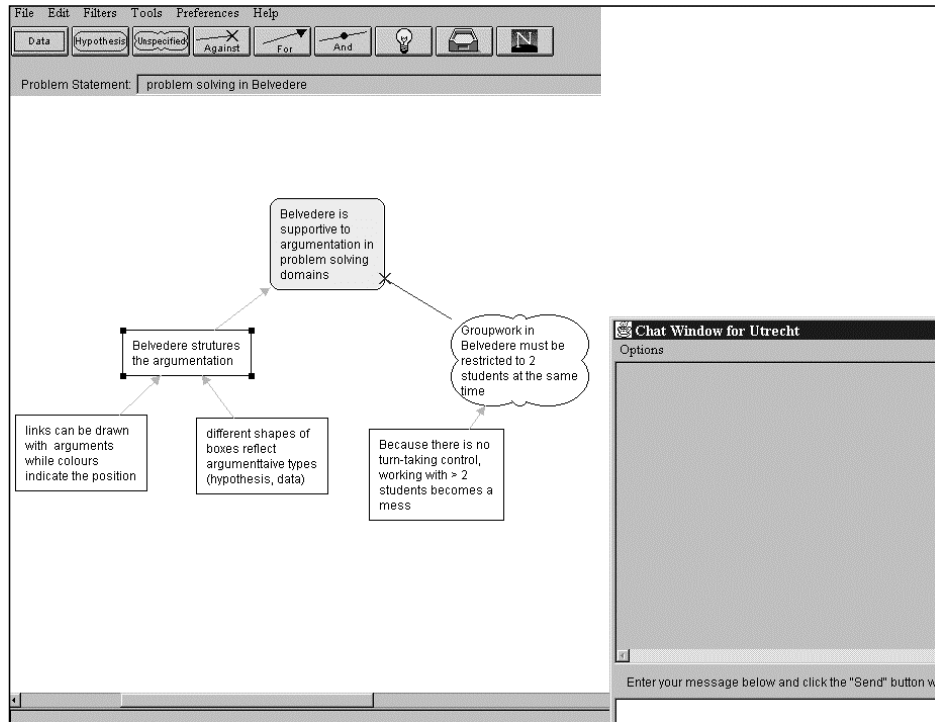 File Edit Filters Tools Preferences Help
Data Hypothesis Unspecified Against For And N
Problem Statement: problem solving in Belvedere
Belvedere is
supportive to
argumentation in
problem solving
domains
Belvedere strutures
the argumentation
Groupwork in
Belvedere must be
restricted to 2
students at the same
time
links can be drawn
with arguments
while colours
indicate the position
different shapes of
boxes reflect
argumenttaive types
(hypothesis, data)
Because there is no
turn-taking control,
working with > 2
students becomes a
mess
Chat Window for Utrecht
Options
Enter your message below and click the "Send" button w